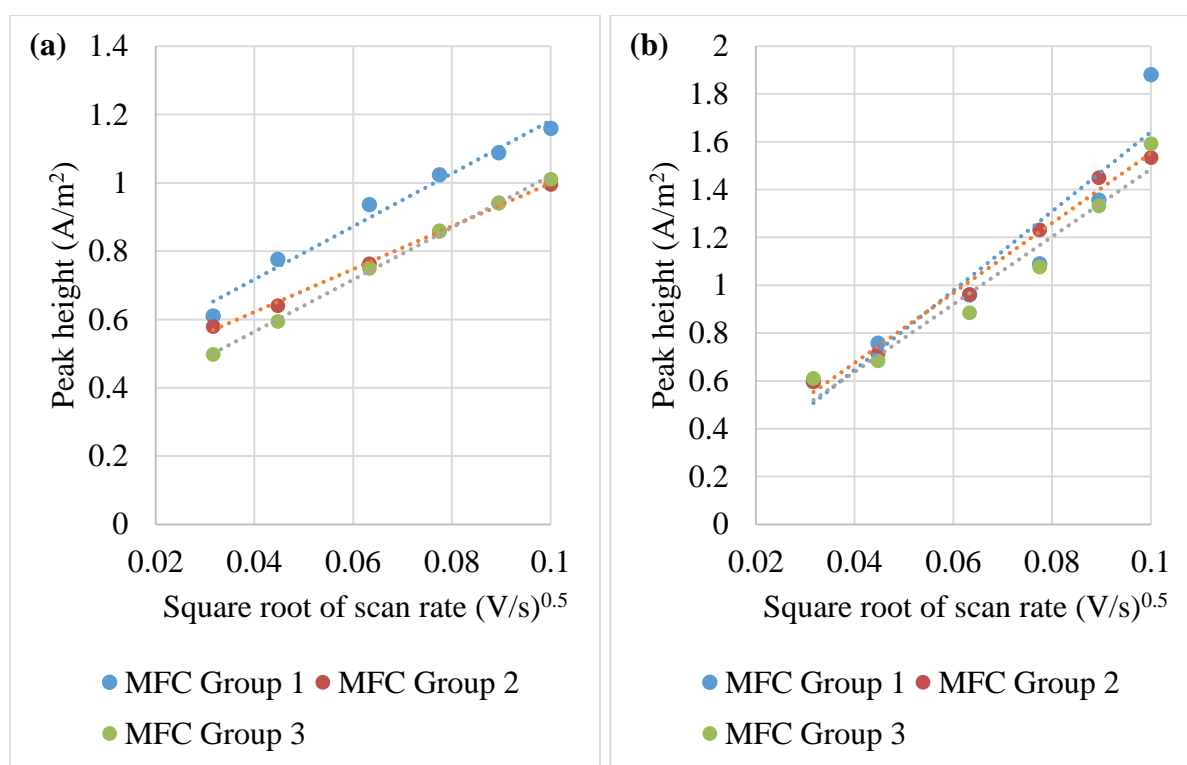 (a)
Peak height (A/m²)
1.4
1.2
1
0.8
0.6
0.4
0.2
0
0.02 0.04 0.06 0.08 0.1
Square root of scan rate (V/s)^0.5
MFC Group 1 MFC Group 2
MFC Group 3
(b)
Peak height (A/m²)
2
1.8
1.6
1.4
1.2
1
0.8
0.6
0.4
0.2
0
0.02 0.04 0.06 0.08 0.1
Square root of scan rate (V/s)^0.5
MFC Group 1 MFC Group 2
MFC Group 3